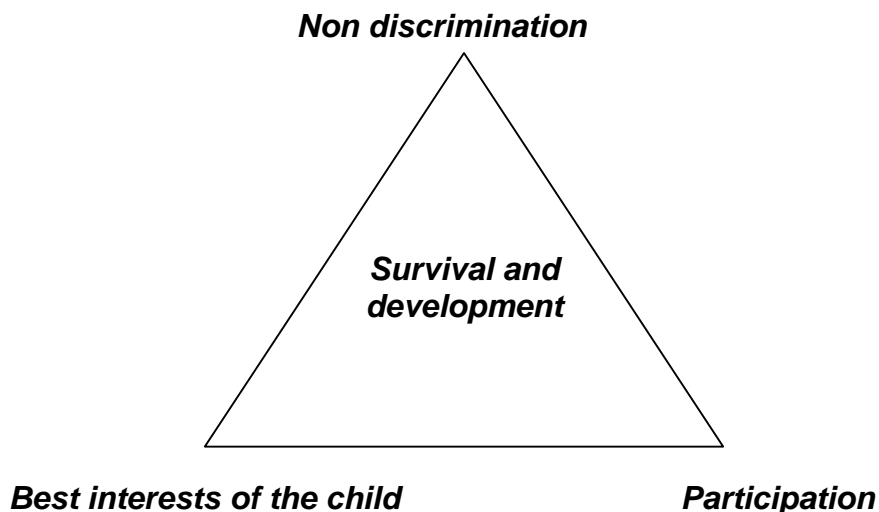 Non discrimination
Survival and
development
Best interests of the child
Participation